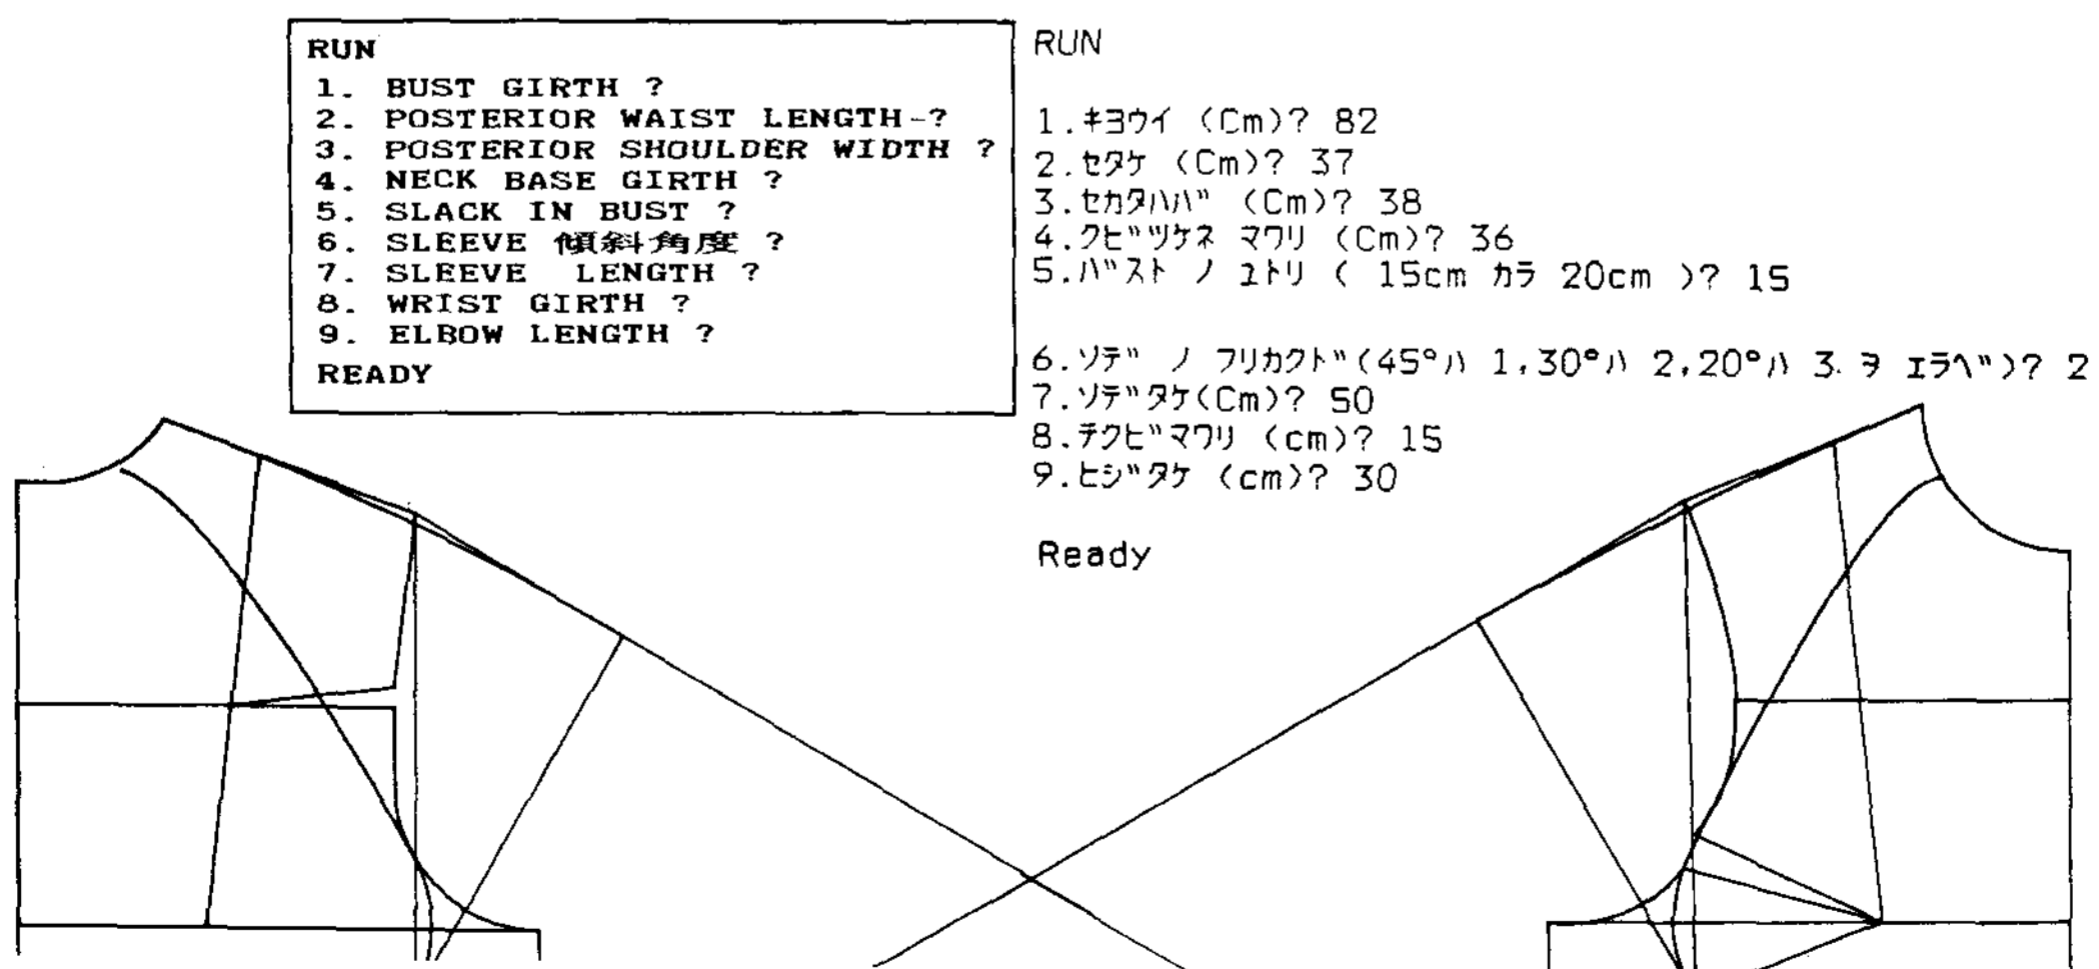 RUN
1. BUST GIRTH ?
2. POSTERIOR WAIST LENGTH-?
3. POSTERIOR SHOULDER WIDTH ?
4. NECK BASE GIRTH ?
5. SLACK IN BUST ?
6. SLEEVE 傾斜角度 ?
7. SLEEVE LENGTH ?
8. WRIST GIRTH ?
9. ELBOW LENGTH ?
READY
RUN
1.キヨウイ (Cm)? 82
2.セタケ (Cm)? 37
3.セカタハバ (Cm)? 38
4.クビツケネ マワリ (Cm)? 36
5.バスト ノ ユトリ ( 15cm カラ 20cm )? 15
6.ソデ ノ フリカクド(45°ハ 1,30°ハ 2,20°ハ 3. ヲ エラベ)? 2
7.ソデタケ(Cm)? 50
8.テクビマワリ (cm)? 15
9.ヒジタケ (cm)? 30
Ready